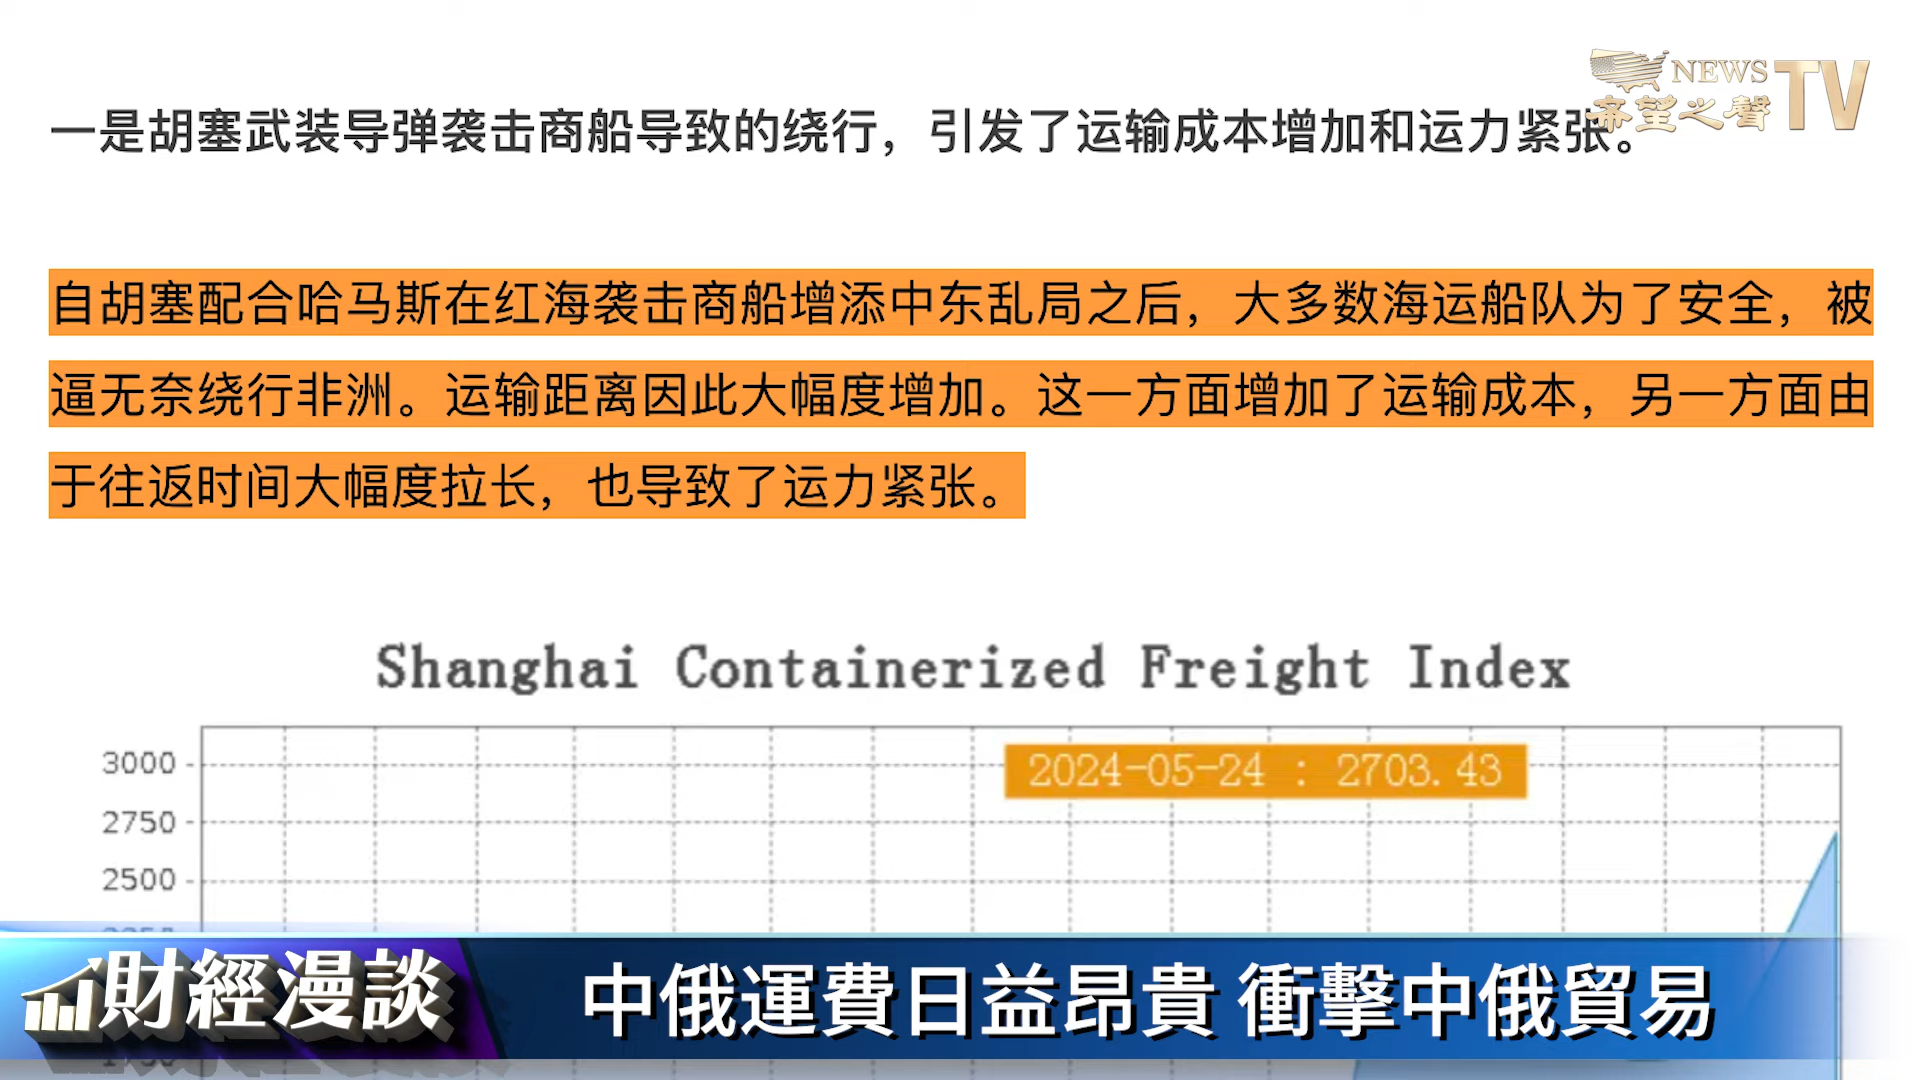 NEWS
希望之聲TV
一是胡塞武装导弹袭击商船导致的绕行，引发了运输成本增加和运力紧张。
自胡塞配合哈马斯在红海袭击商船增添中东乱局之后，大多数海运船队为了安全，被
逼无奈绕行非洲。运输距离因此大幅度增加。这一方面增加了运输成本，另一方面由
于往返时间大幅度拉长，也导致了运力紧张。
Shanghai Containerized Freight Index
2024-05-24 : 2703.43
3000
2750
2500
財經漫談
中俄運費日益昂貴 衝擊中俄貿易